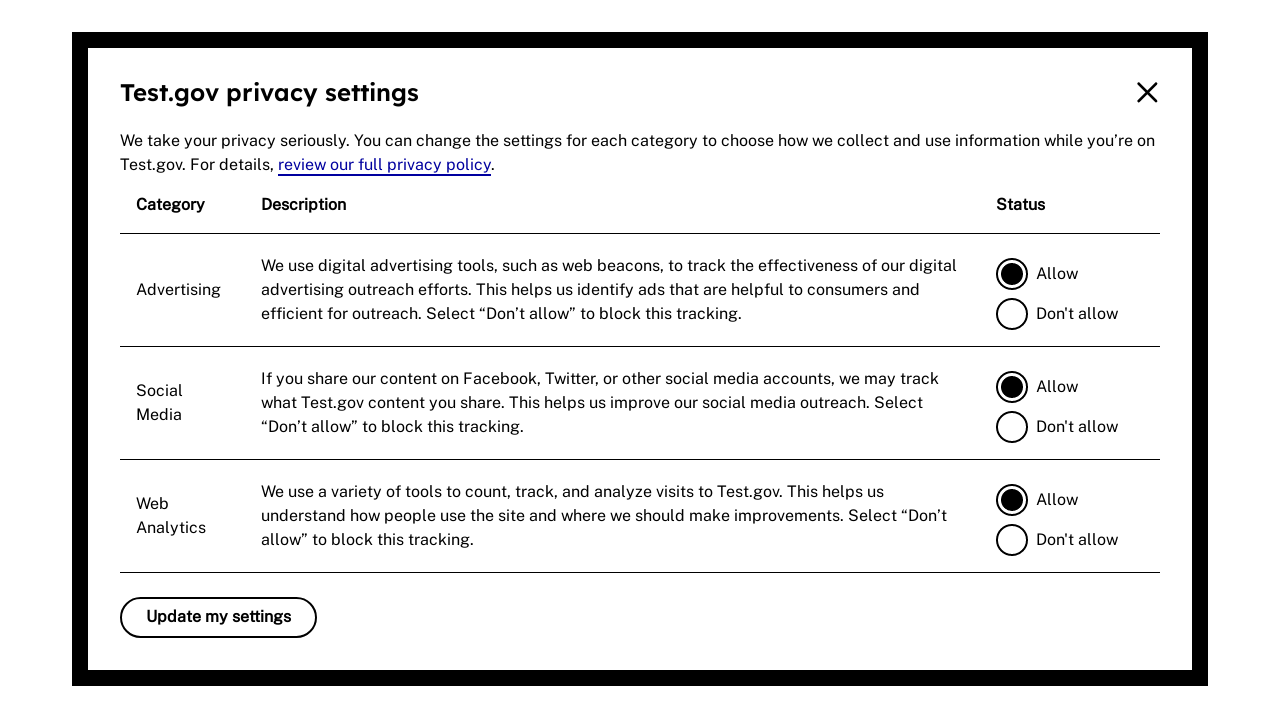 Test.gov privacy settings
We take your privacy seriously. You can change the settings for each category to choose how we collect and use information while you’re on
Test.gov. For details, review our full privacy policy.
Category Description Status
Advertising
We use digital advertising tools, such as web beacons, to track the effectiveness of our digital
advertising outreach efforts. This helps us identify ads that are helpful to consumers and
efficient for outreach. Select “Don’t allow” to block this tracking.
Allow
Don't allow
Social
Media
If you share our content on Facebook, Twitter, or other social media accounts, we may track
what Test.gov content you share. This helps us improve our social media outreach. Select
“Don’t allow” to block this tracking.
Allow
Don't allow
Web
Analytics
We use a variety of tools to count, track, and analyze visits to Test.gov. This helps us
understand how people use the site and where we should make improvements. Select “Don’t
allow” to block this tracking.
Allow
Don't allow
Update my settings